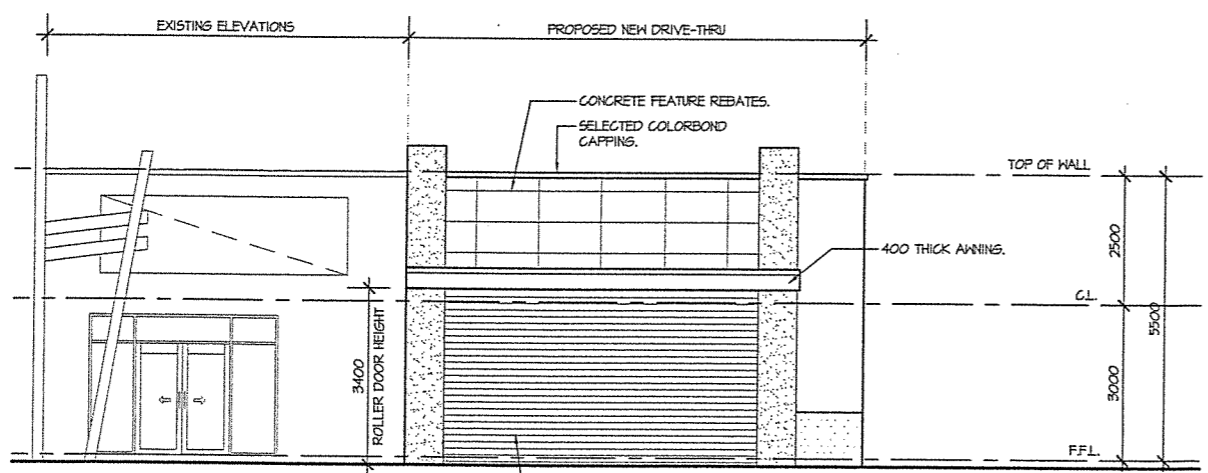 EXISTING ELEVATIONS
PROPOSED NEW DRIVE-THRU
CONCRETE FEATURE REBATES.
SELECTED COLORBOND
CAPPING.
TOP OF WALL
400 THICK AWNING.
2500
C.L.
5500
3400
ROLLER DOOR HEIGHT
3000
F.F.L.